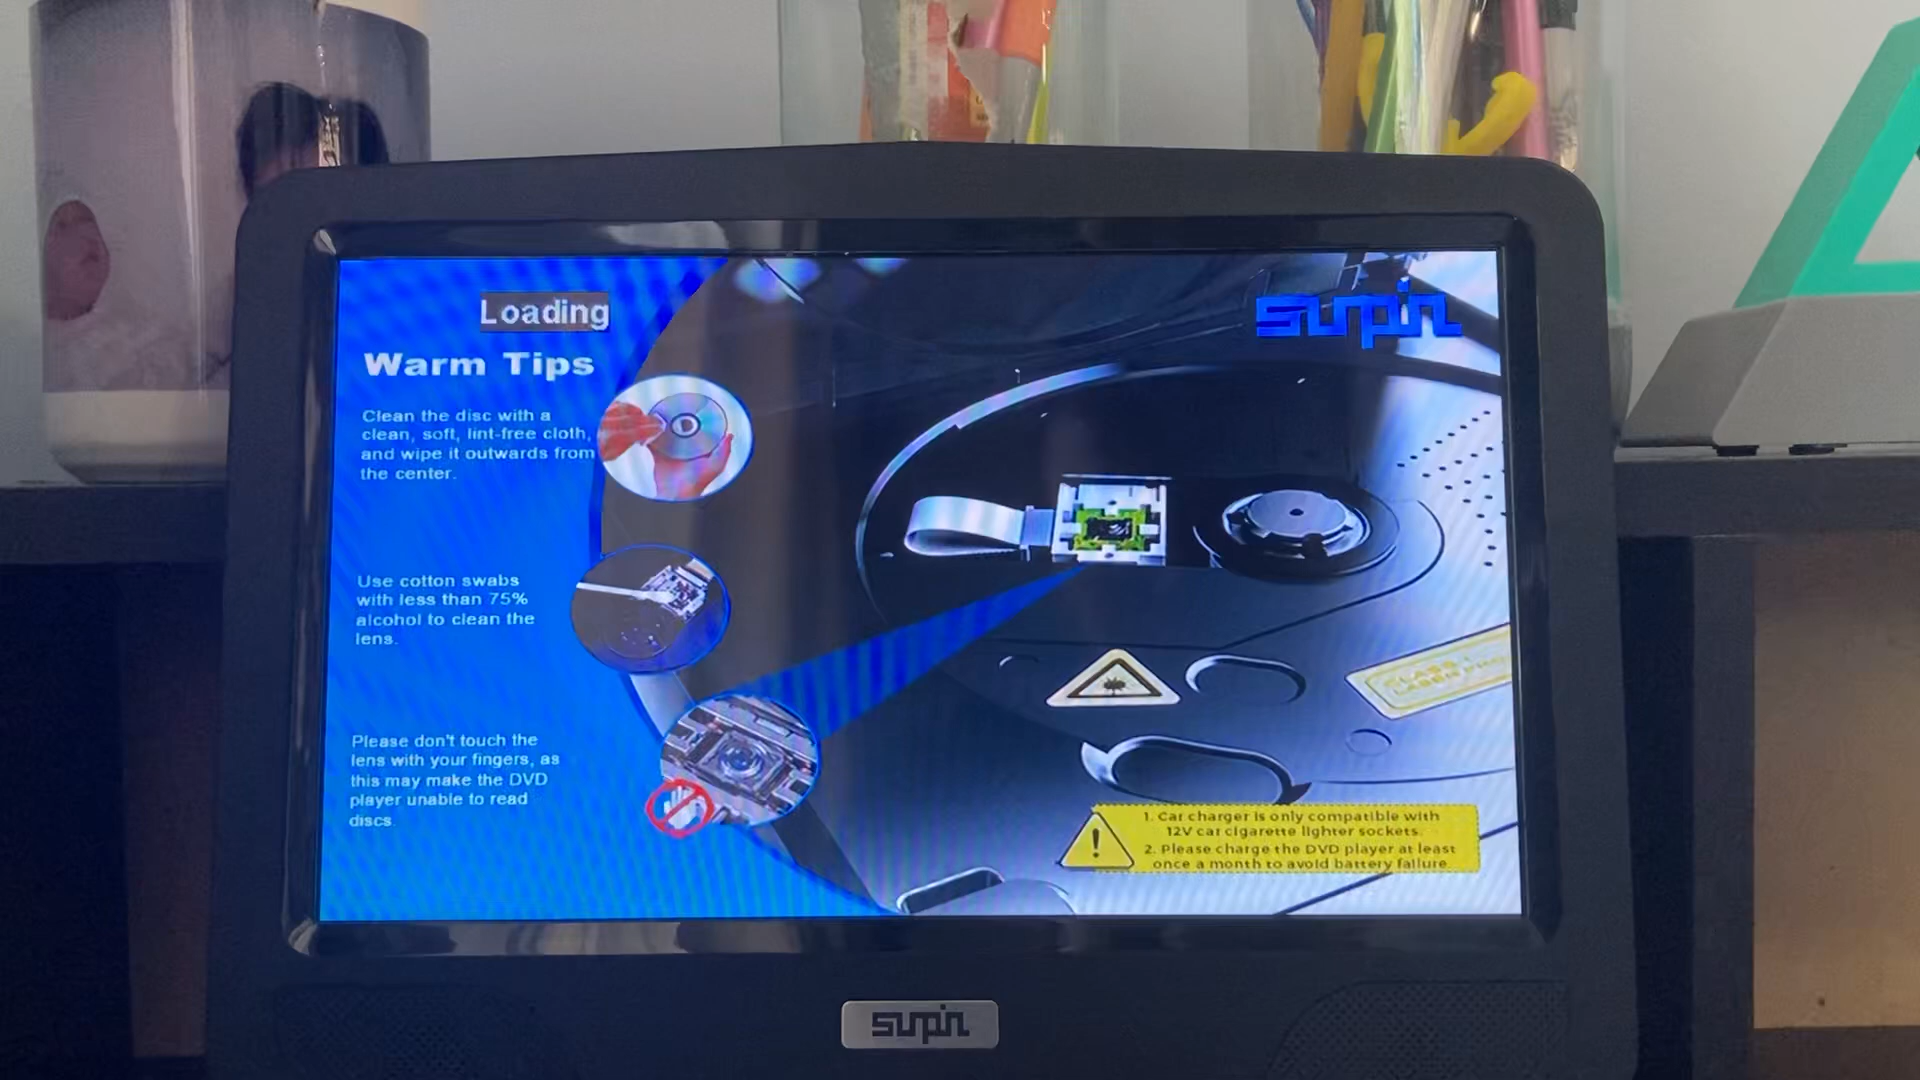 Loading
Warm Tips
Clean the disc with a
clean, soft, lint-free cloth,
and wipe it outwards from
the center.
Use cotton swabs
with less than 75%
alcohol to clean the
lens.
Please don't touch the
lens with your fingers, as
this may make the DVD
player unable to read
discs.
sunpin
CLASS 1
LASER
1. Car charger is only compatible with
12V car cigarette lighter sockets.
2. Please charge the DVD player at least
once a month to avoid battery failure.
sunpin